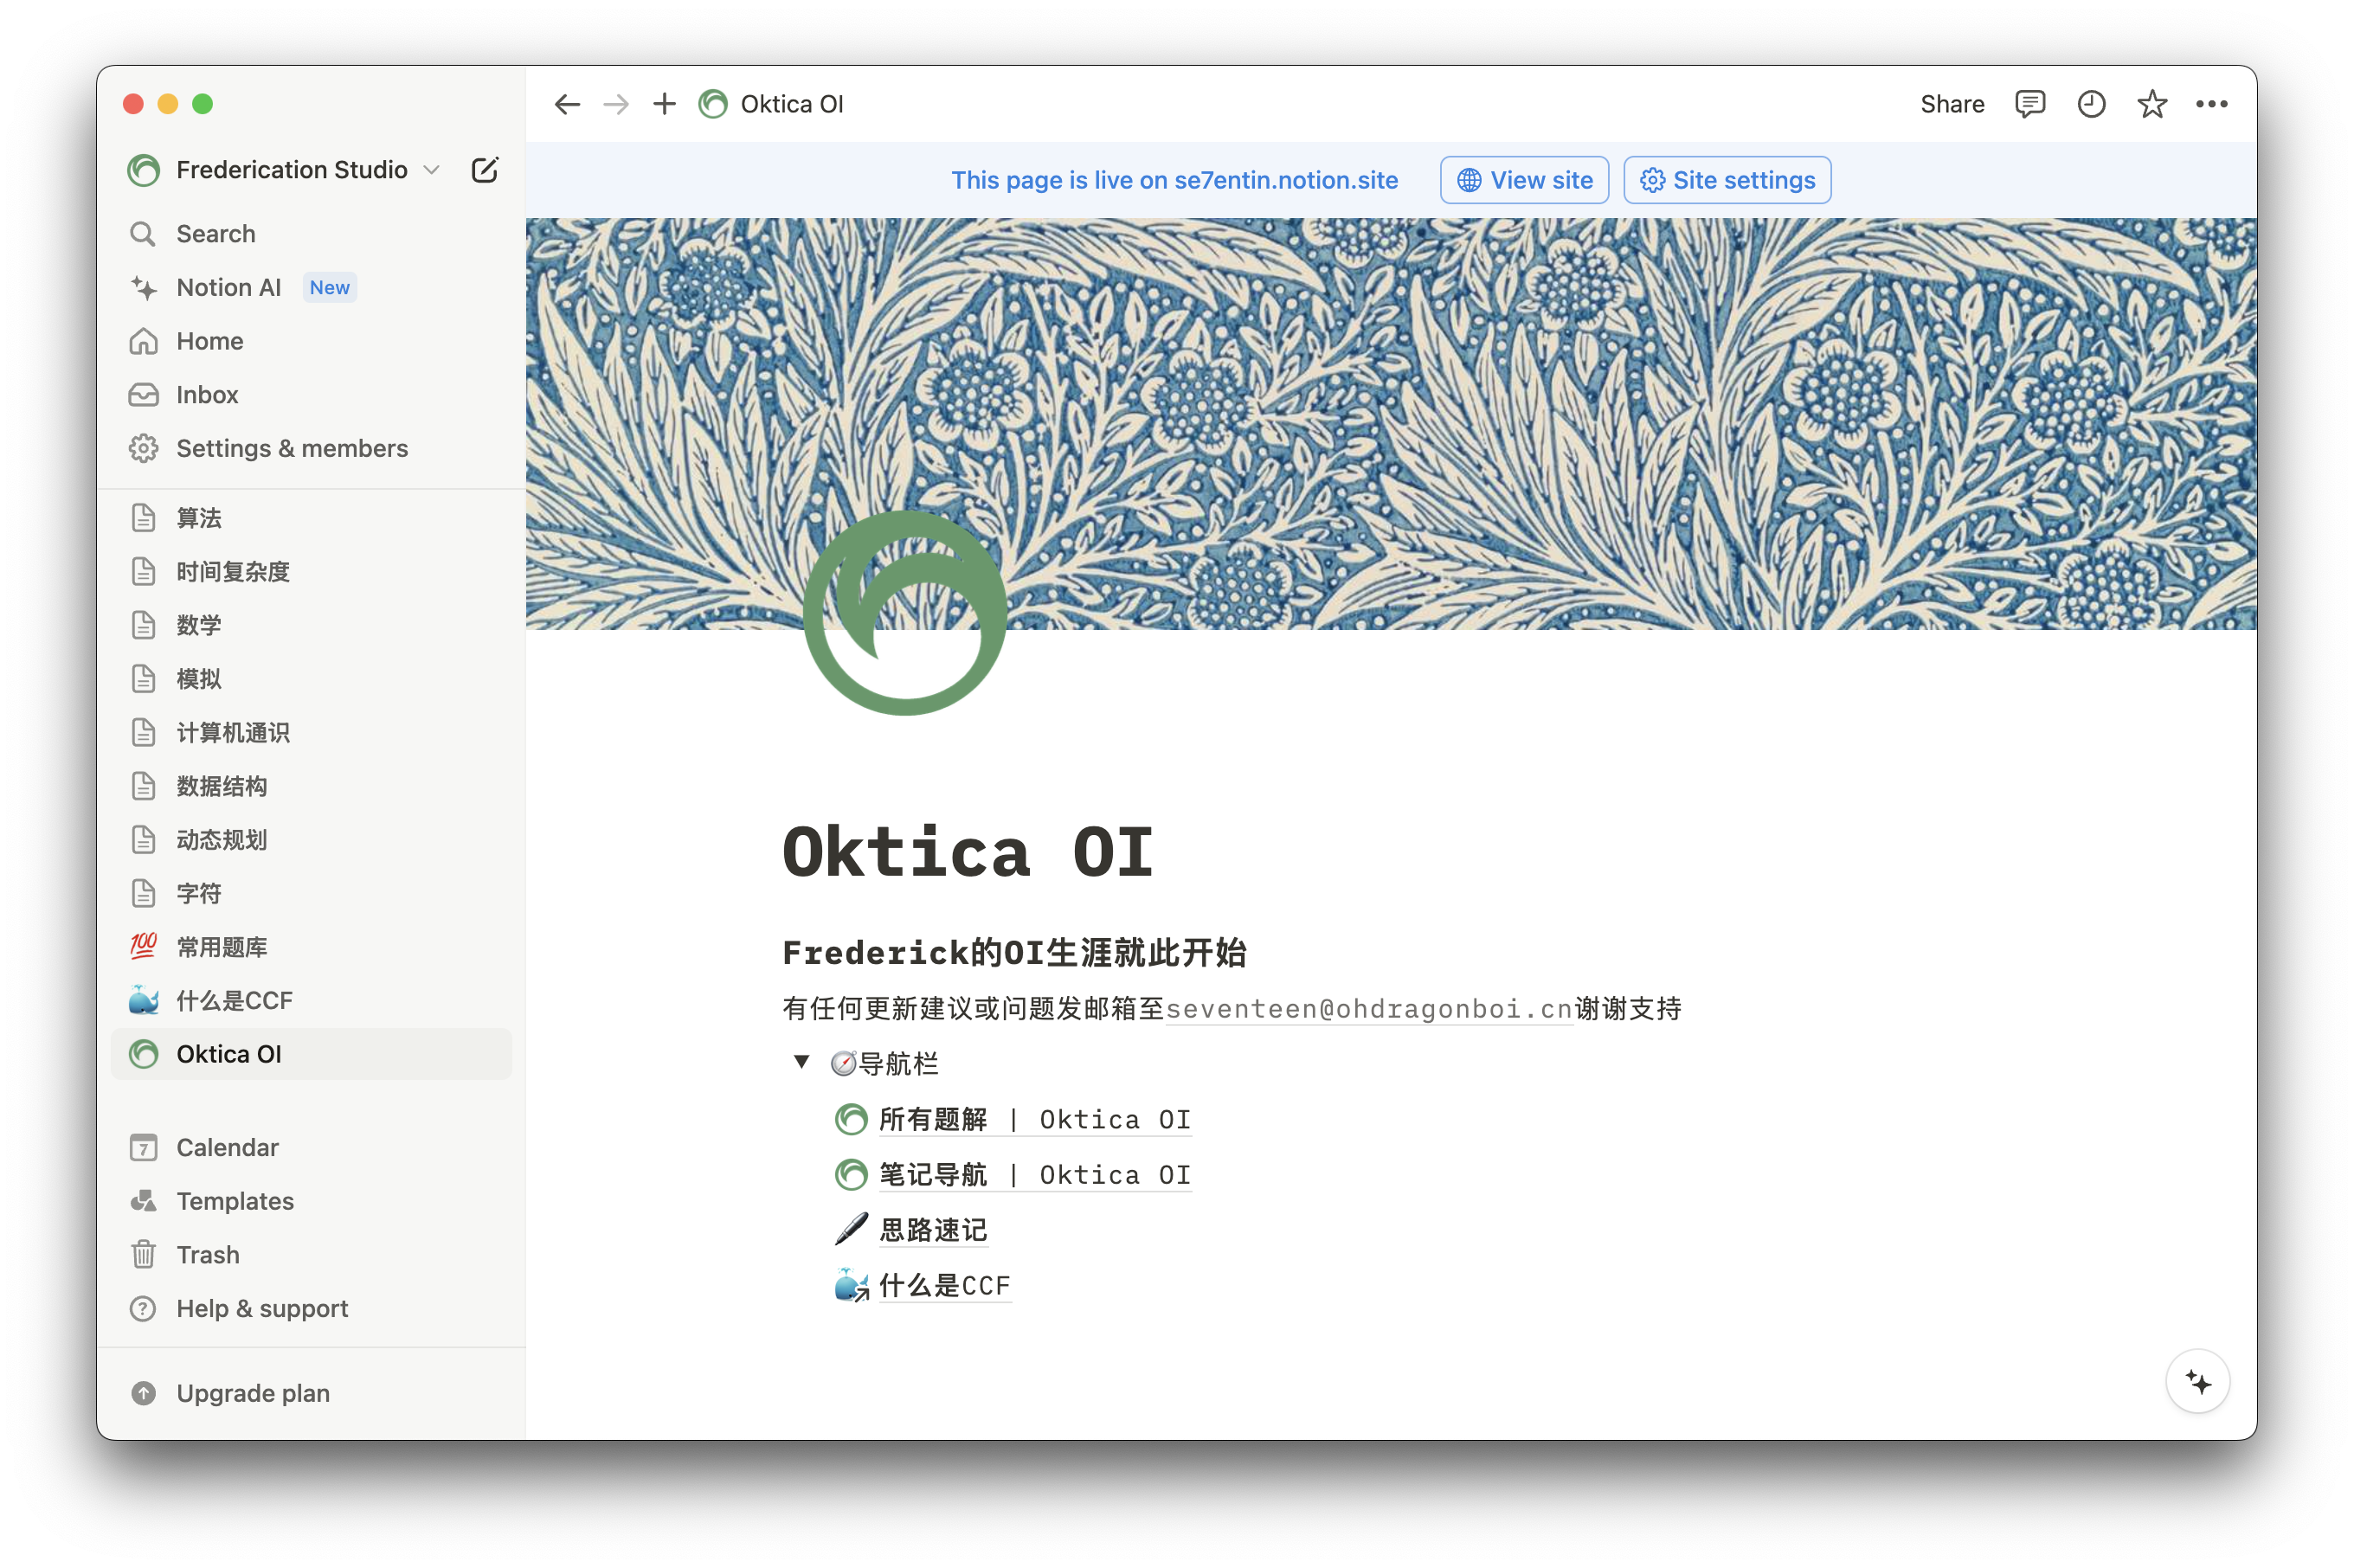 Frederication Studio
Search
Notion AI New
Home
Inbox
Settings & members
算法
时间复杂度
数学
模拟
计算机通识
数据结构
动态规划
字符
💯 常用题库
🐳 什么是CCF
Oktica OI
7 Calendar
Templates
Trash
Help & support
Upgrade plan
Oktica OI
Share
This page is live on se7entin.notion.site View site Site settings
Oktica OI
Frederick的OI生涯就此开始
有任何更新建议或问题发邮箱至seventeen@ohdragonboi.cn谢谢支持
🧭导航栏
所有题解 | Oktica OI
笔记导航 | Oktica OI
🖋️ 思路速记
🐳 什么是CCF